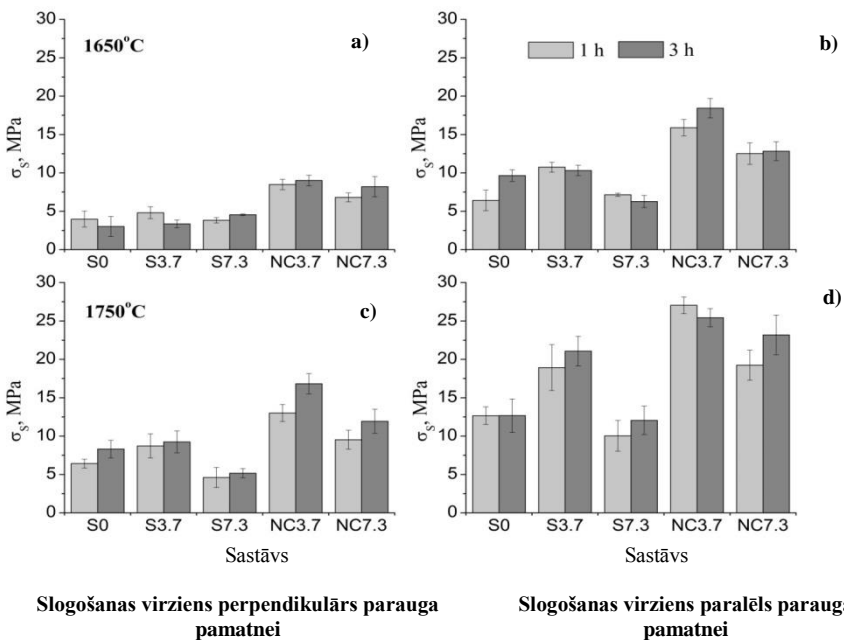 1650°C
a)
σs, MPa
30
25
20
15
10
5
0
S0 S3.7 S7.3 NC3.7 NC7.3
b)
1 h 3 h
σs, MPa
30
25
20
15
10
5
0
S0 S3.7 S7.3 NC3.7 NC7.3
1750°C
c)
σs, MPa
30
25
20
15
10
5
0
S0 S3.7 S7.3 NC3.7 NC7.3
Sastāvs
d)
σs, MPa
30
25
20
15
10
5
0
S0 S3.7 S7.3 NC3.7 NC7.3
Sastāvs
Slogošanas virziens perpendikulārs parauga
pamatnei
Slogošanas virziens paralēls parauga
pamatnei